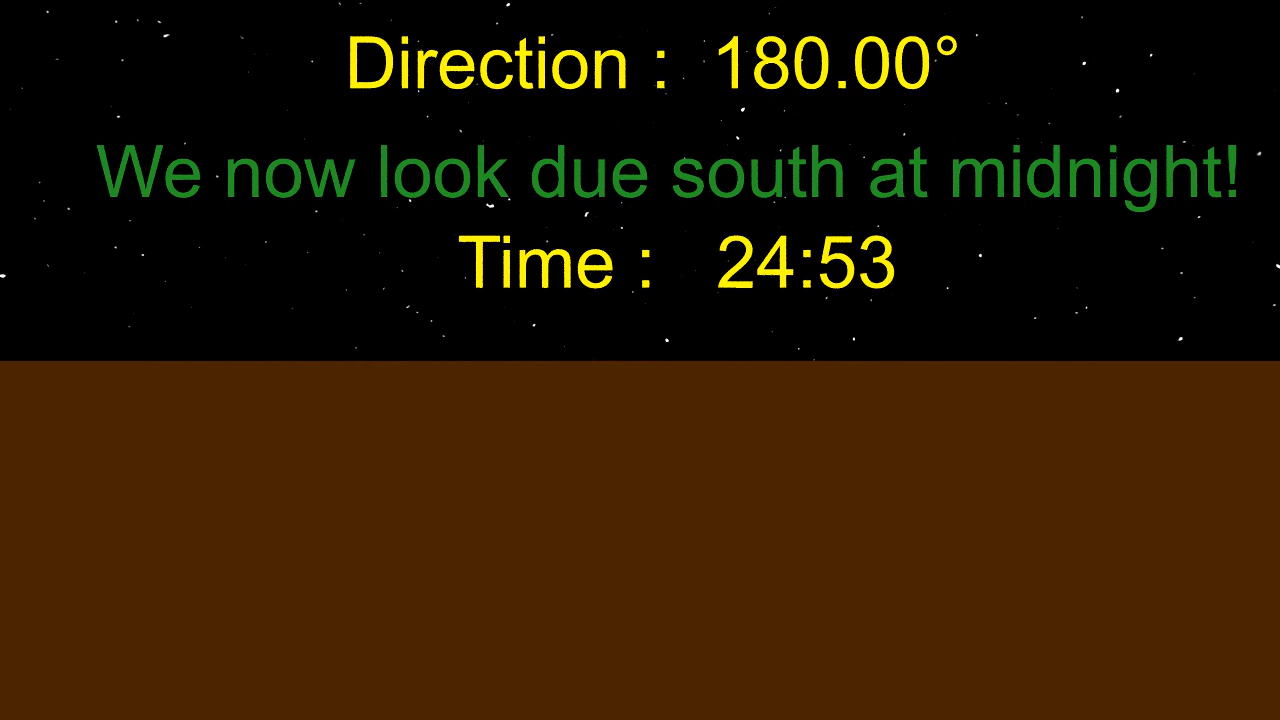 Direction :  180.00°
We now look due south at midnight!
Time :   24:53